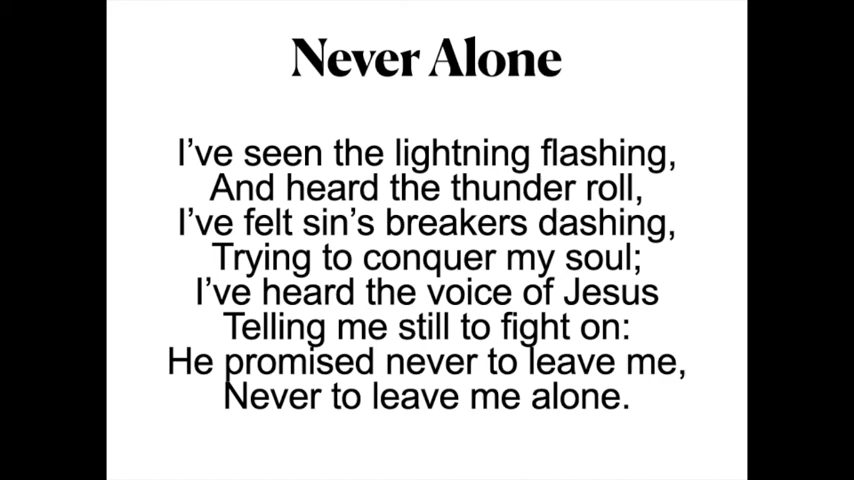 Never Alone
I’ve seen the lightning flashing,
And heard the thunder roll,
I’ve felt sin’s breakers dashing,
Trying to conquer my soul;
I’ve heard the voice of Jesus
Telling me still to fight on:
He promised never to leave me,
Never to leave me alone.